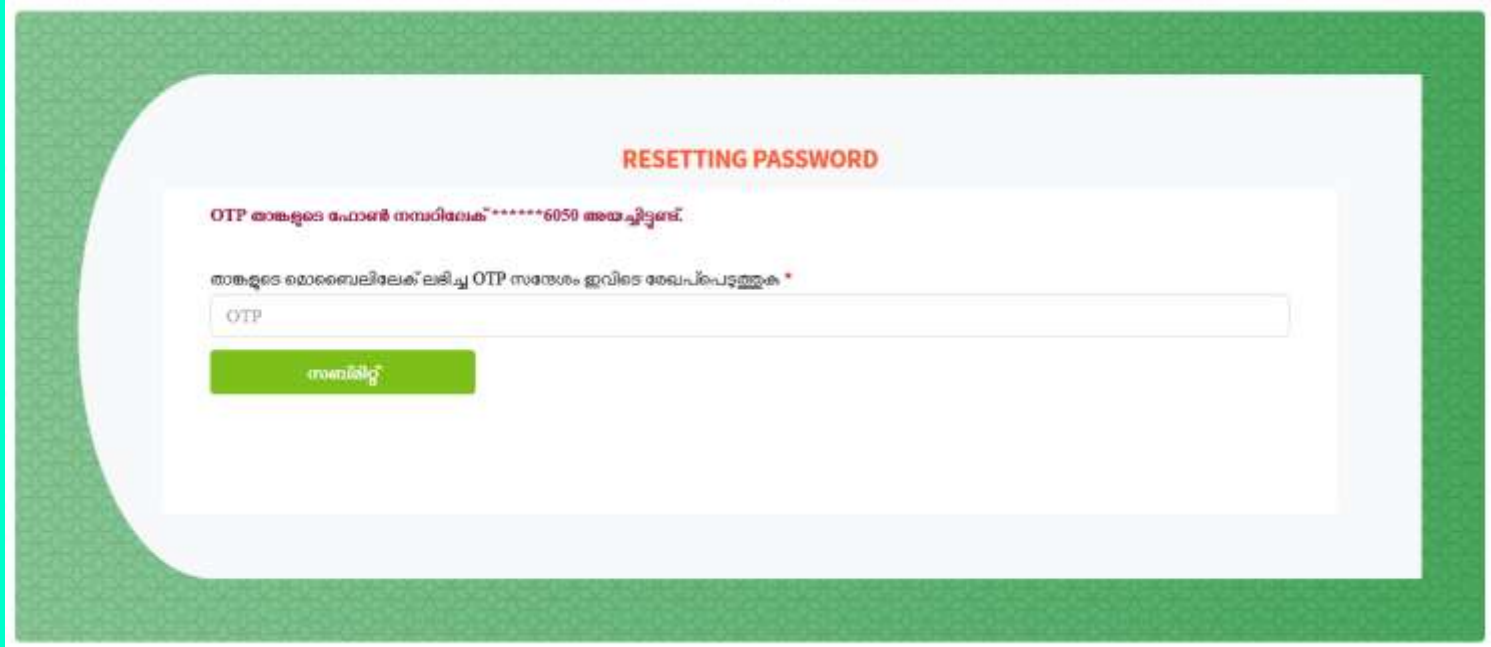 RESETTING PASSWORD
OTP താങ്കളുടെ ഫോൺ നമ്പറിലേക് ******6050 അയച്ചിട്ടുണ്ട്.
താങ്കളുടെ മൊബൈലിലേക് ലഭിച്ച OTP സന്ദേശം ഇവിടെ രേഖപ്പെടുത്തുക *
OTP
സബ്മിറ്റ്